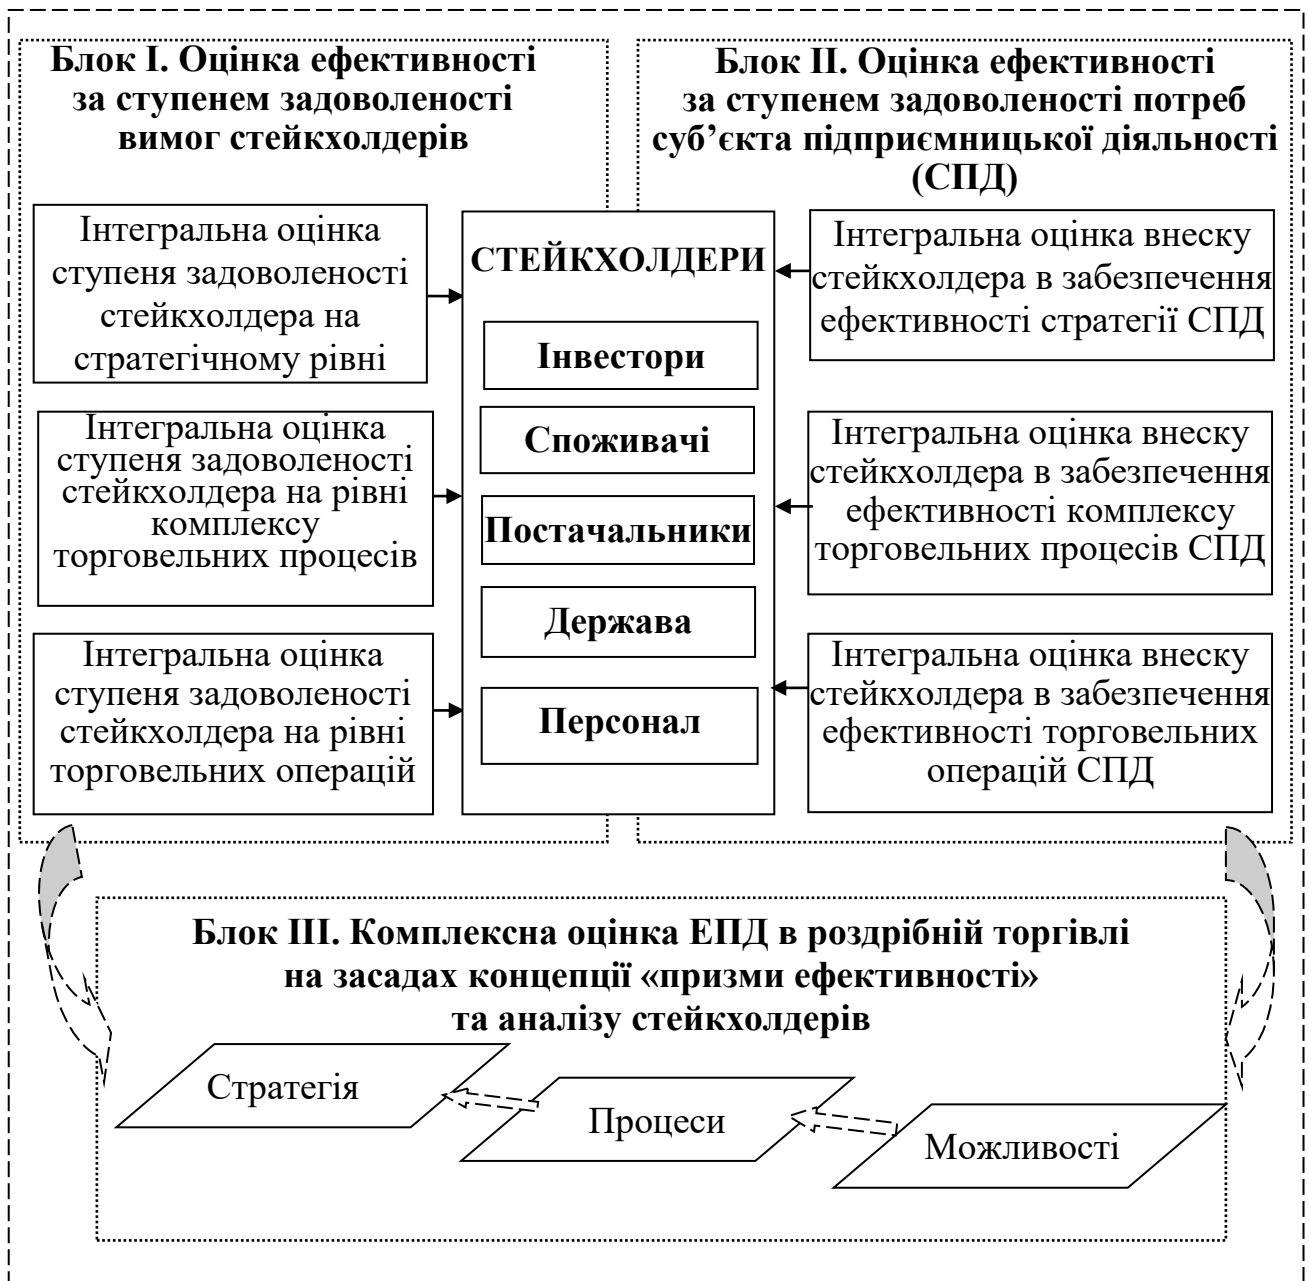 Блок I. Оцінка ефективності
за ступенем задоволеності
вимог стейкхолдерів
Блок II. Оцінка ефективності
за ступенем задоволеності потреб
суб’єкта підприємницької діяльності
(СПД)
Інтегральна оцінка
ступеня задоволеності
стейкхолдера на
стратегічному рівні
Інтегральна оцінка
ступеня задоволеності
стейкхолдера на рівні
комплексу
торговельних процесів
Інтегральна оцінка
ступеня задоволеності
стейкхолдера на рівні
торговельних операцій
СТЕЙКХОЛДЕРИ
Інвестори
Споживачі
Постачальники
Держава
Персонал
Інтегральна оцінка внеску
стейкхолдера в забезпечення
ефективності стратегії СПД
Інтегральна оцінка внеску
стейкхолдера в забезпечення
ефективності комплексу
торговельних процесів СПД
Інтегральна оцінка внеску
стейкхолдера в забезпечення
ефективності торговельних
операцій СПД
Блок III. Комплексна оцінка ЕПД в роздрібній торгівлі
на засадах концепції «призми ефективності»
та аналізу стейкхолдерів
Стратегія
Процеси
Можливості